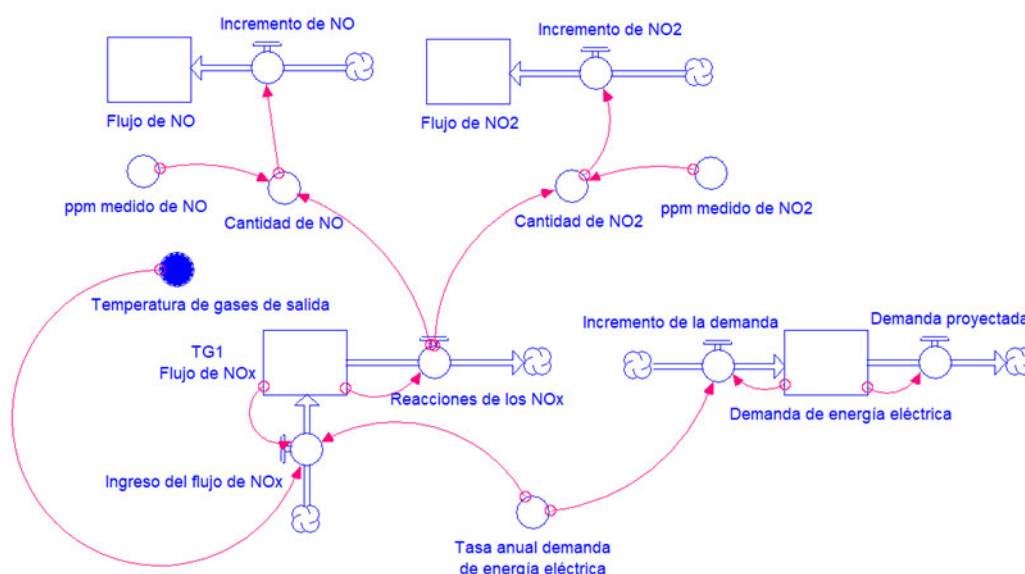 Incremento de NO
Incremento de NO2
Flujo de NO
Flujo de NO2
ppm medido de NO
Cantidad de NO
Cantidad de NO2
ppm medido de NO2
Temperatura de gases de salida
TG1
Flujo de NOx
Reacciones de los NOx
Incremento de la demanda
Demanda proyectada
Demanda de energía eléctrica
Ingreso del flujo de NOx
Tasa anual demanda
de energía eléctrica